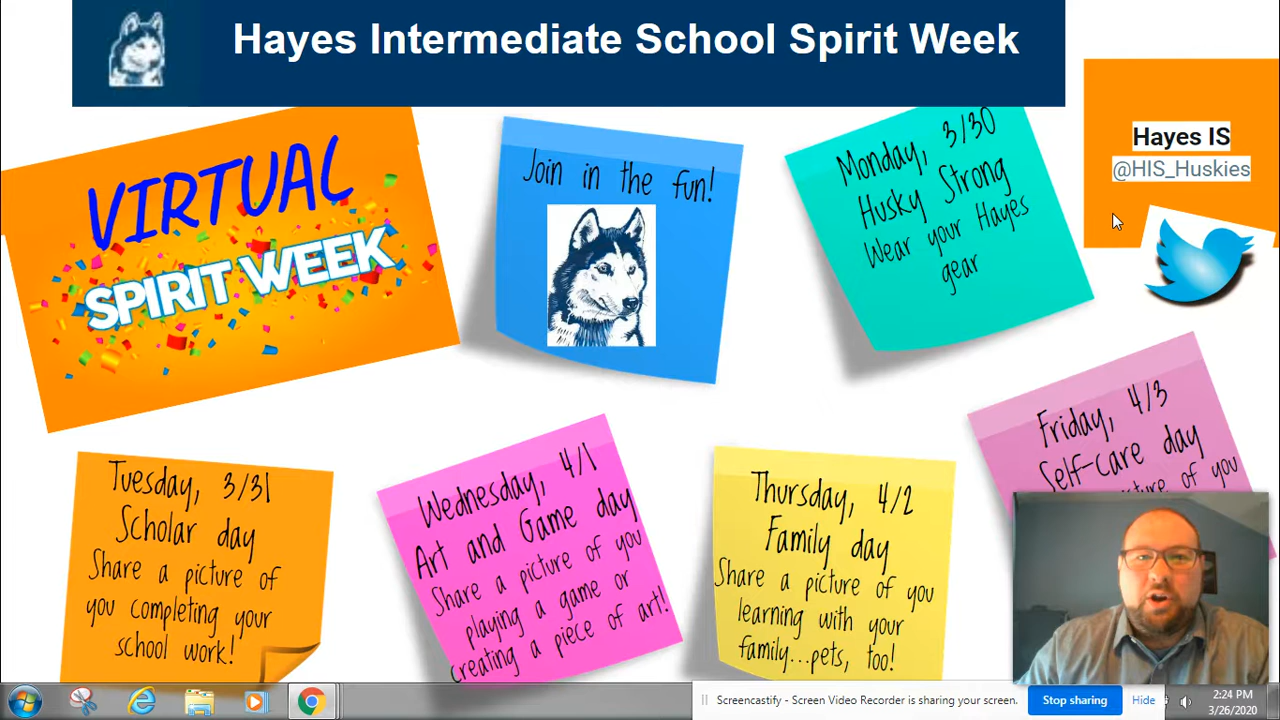 Hayes Intermediate School Spirit Week
VIRTUAL
SPIRIT WEEK
Join in the fun!
Monday, 3/30
Husky Strong
Wear your Hayes
gear
Hayes IS
@HIS_Huskies
Tuesday, 3/31
Scholar day
Share a picture of
you completing your
school work!
Wednesday, 4/1
Art and Game day
Share a picture of you
playing a game or
creating a piece of art!
Thursday, 4/2
Family day
Share a picture of you
learning with your
family...pets, too!
Friday, 4/3
Self-care day
of you
Screencastify - Screen Video Recorder is sharing your screen.
Stop sharing
Hide
2:24 PM
3/26/2020